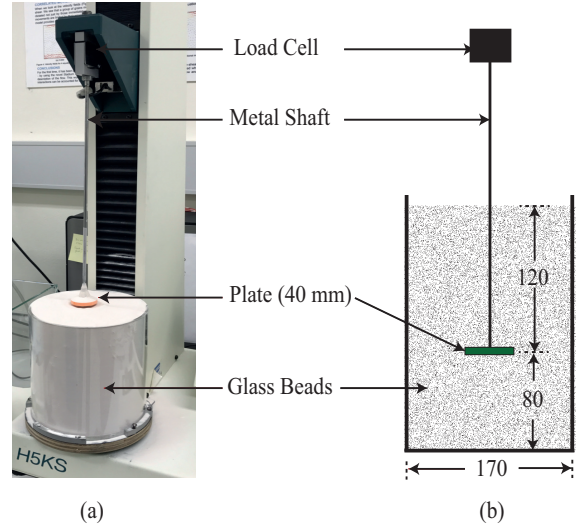 Load Cell
Metal Shaft
120
Plate (40 mm)
Glass Beads
80
H5KS
170
(a)
(b)